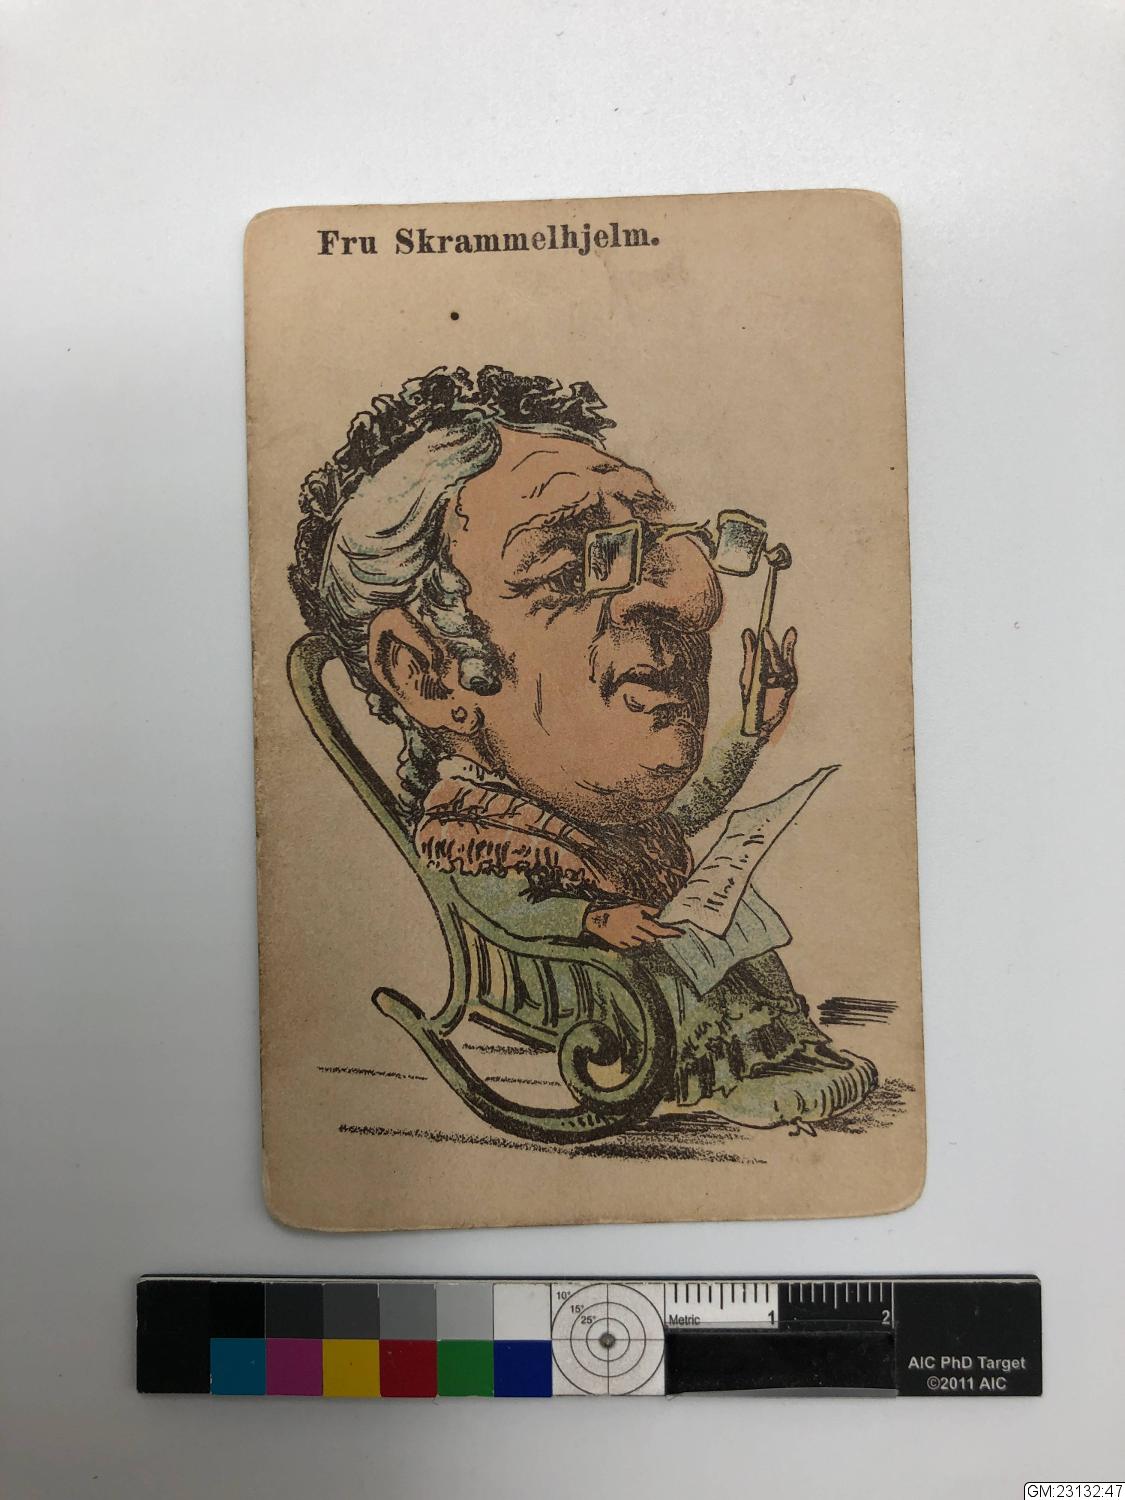 Fru Skrammelhjelm.
10°
15°
25°
Metric
1
2
AIC PhD Target
©2011 AIC
GM:23132:47